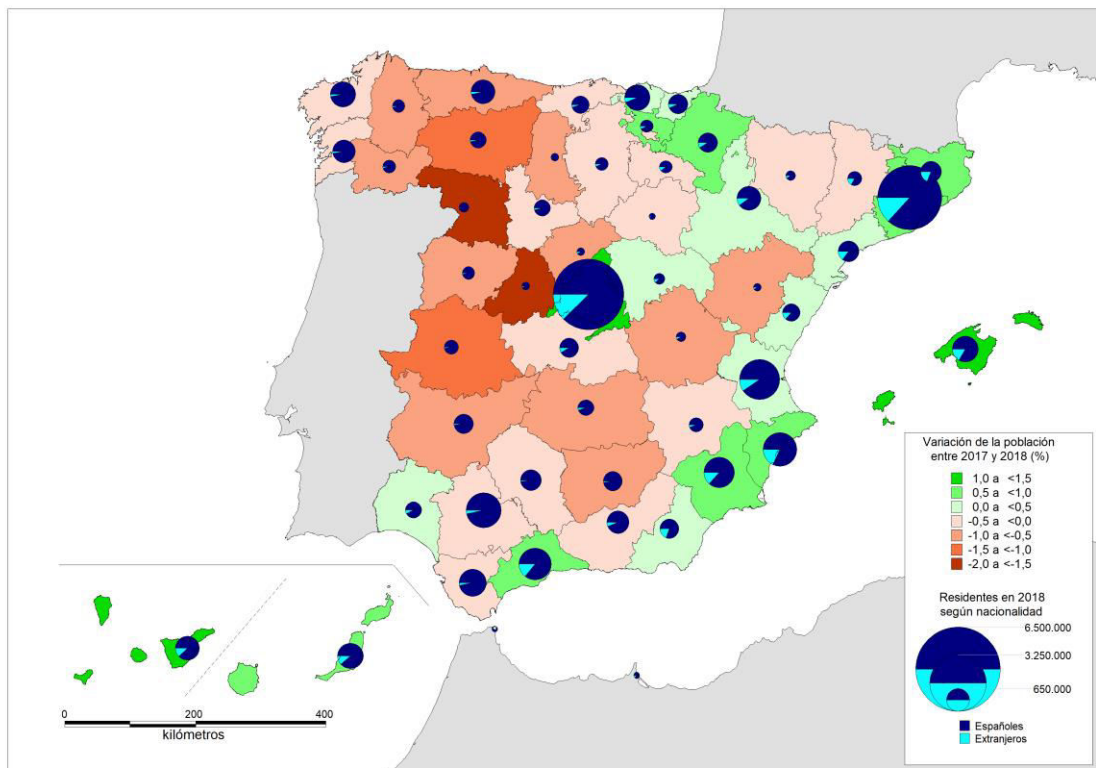 Variación de la población
entre 2017 y 2018 (%)
1,0 a <1,5
0,5 a <1,0
0,0 a <0,5
-0,5 a <0,0
-1,0 a <-0,5
-1,5 a <-1,0
-2,0 a <-1,5
Residentes en 2018
según nacionalidad
6.500.000
3.250.000
650.000
Españoles
Extranjeros
0 200 400
kilómetros